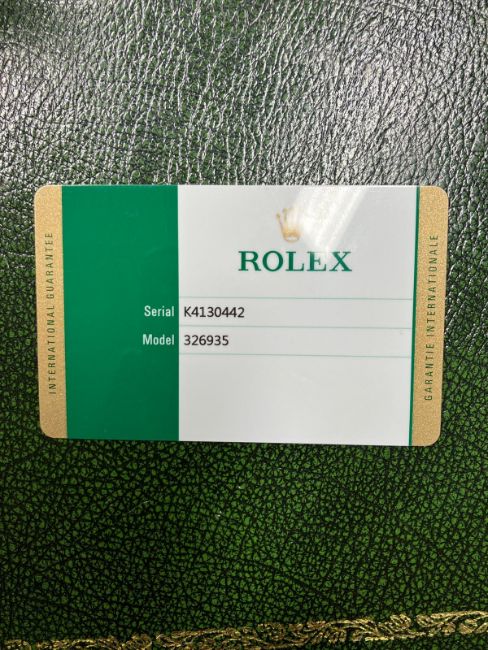 INTERNATIONAL GUARANTEE
ROLEX
Serial K4130442
Model 326935
GARANTIE INTERNATIONALE